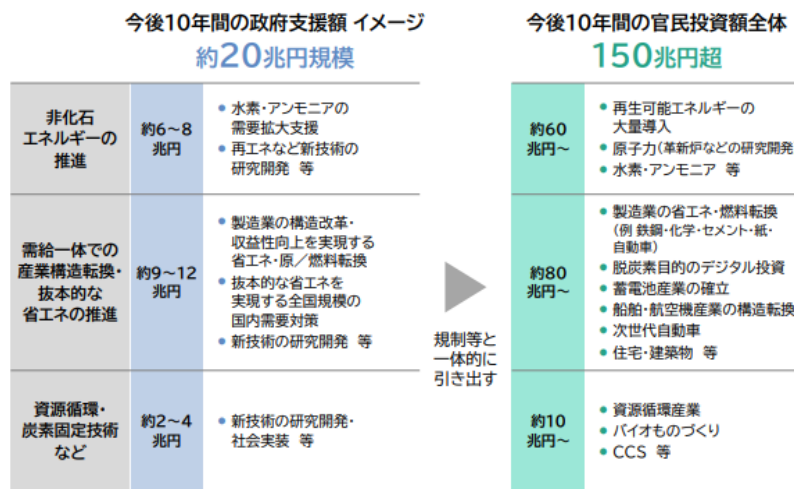 今後10年間の政府支援額 イメージ
約20兆円規模
非化石
エネルギーの
推進
約6～8
兆円
● 水素・アンモニアの
需要拡大支援
● 再エネなど新技術の
研究開発 等
需給一体での
産業構造転換・
抜本的な
省エネの推進
約9～12
兆円
● 製造業の構造改革・
収益性向上を実現する
省エネ・原／燃料転換
● 抜本的な省エネを
実現する全国規模の
国内需要対策
● 新技術の研究開発 等
資源循環・
炭素固定技術
など
約2～4
兆円
● 新技術の研究開発・
社会実装 等
規制等と
一体的に
引き出す
今後10年間の官民投資額全体
150兆円超
約60
兆円～
● 再生可能エネルギーの
大量導入
● 原子力（革新炉などの研究開発
● 水素・アンモニア 等
約80
兆円～
● 製造業の省エネ・燃料転換
（例 鉄鋼・化学・セメント・紙・
自動車）
● 脱炭素目的のデジタル投資
● 蓄電池産業の確立
● 船舶・航空機産業の構造転換
● 次世代自動車
● 住宅・建築物 等
約10
兆円～
● 資源循環産業
● バイオものづくり
● CCS 等